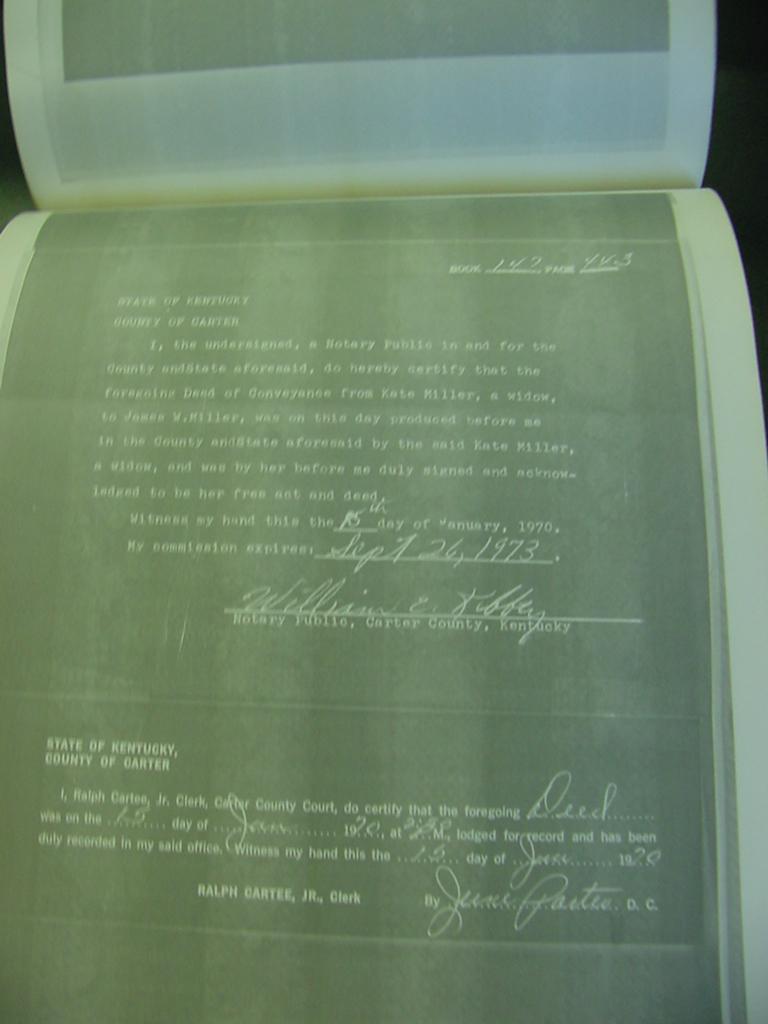 BOOK 147 PAGE 443
STATE OF KENTUCKY
COUNTY OF CARTER
I, the undersigned, a Notary Public in and for the
County andState aforesaid, do hereby certify that the
foregoing Deed of Conveyance from Kate Miller, a widow,
to James W.Miller, was on this day produced before me
in the County andState aforesaid by the said Kate Miller,
a widow, and was by her before me duly signed and acknow-
ledged to be her free act and deed.
Witness my hand this the 15th day of January, 1970.
My commission expires: Sept 26, 1973.
William E. Kibbey
Notary Public, Carter County, Kentucky
STATE OF KENTUCKY,
COUNTY OF CARTER
I, Ralph Cartee, Jr. Clerk, Carter County Court, do certify that the foregoing Deed
was on the 15 day of Jan 1970, at M., lodged for record and has been
duly recorded in my said office. Witness my hand this the 15 day of Jan 1970
RALPH CARTEE, JR., Clerk By June Cartee D. C.